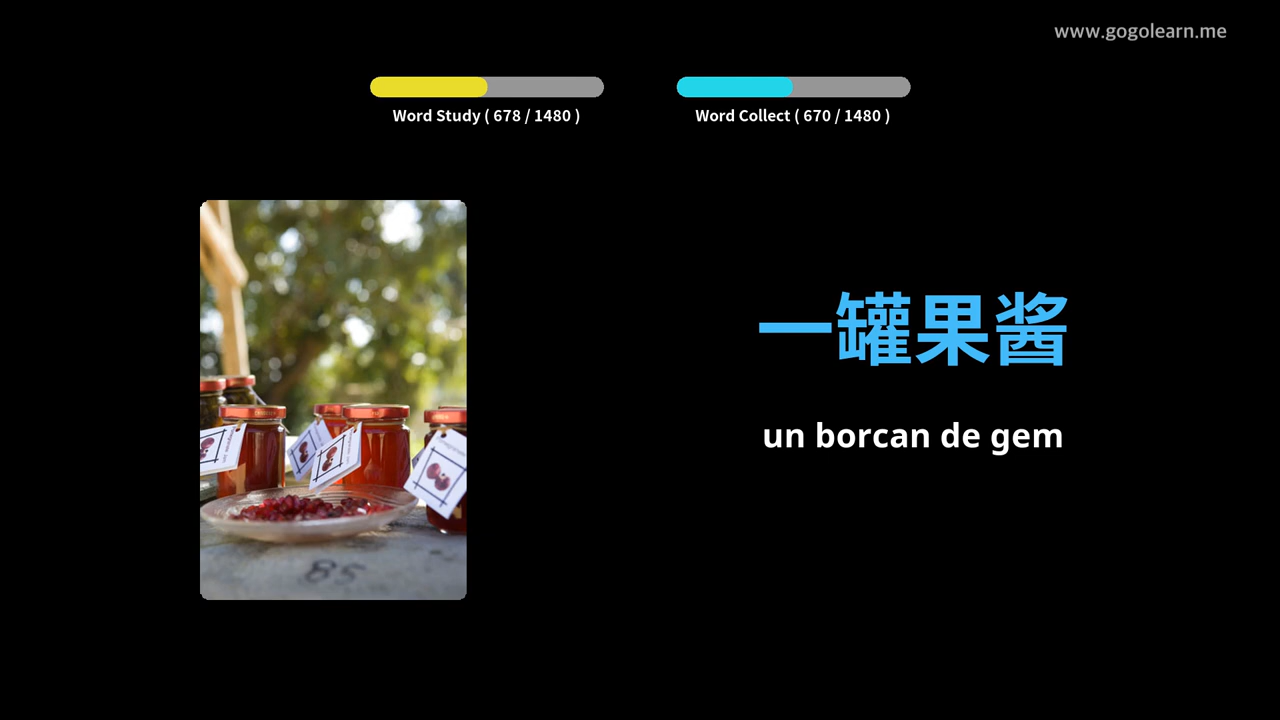 www.gogolearn.me
Word Study ( 678 / 1480 )
Word Collect ( 670 / 1480 )
一罐果酱
un borcan de gem
85